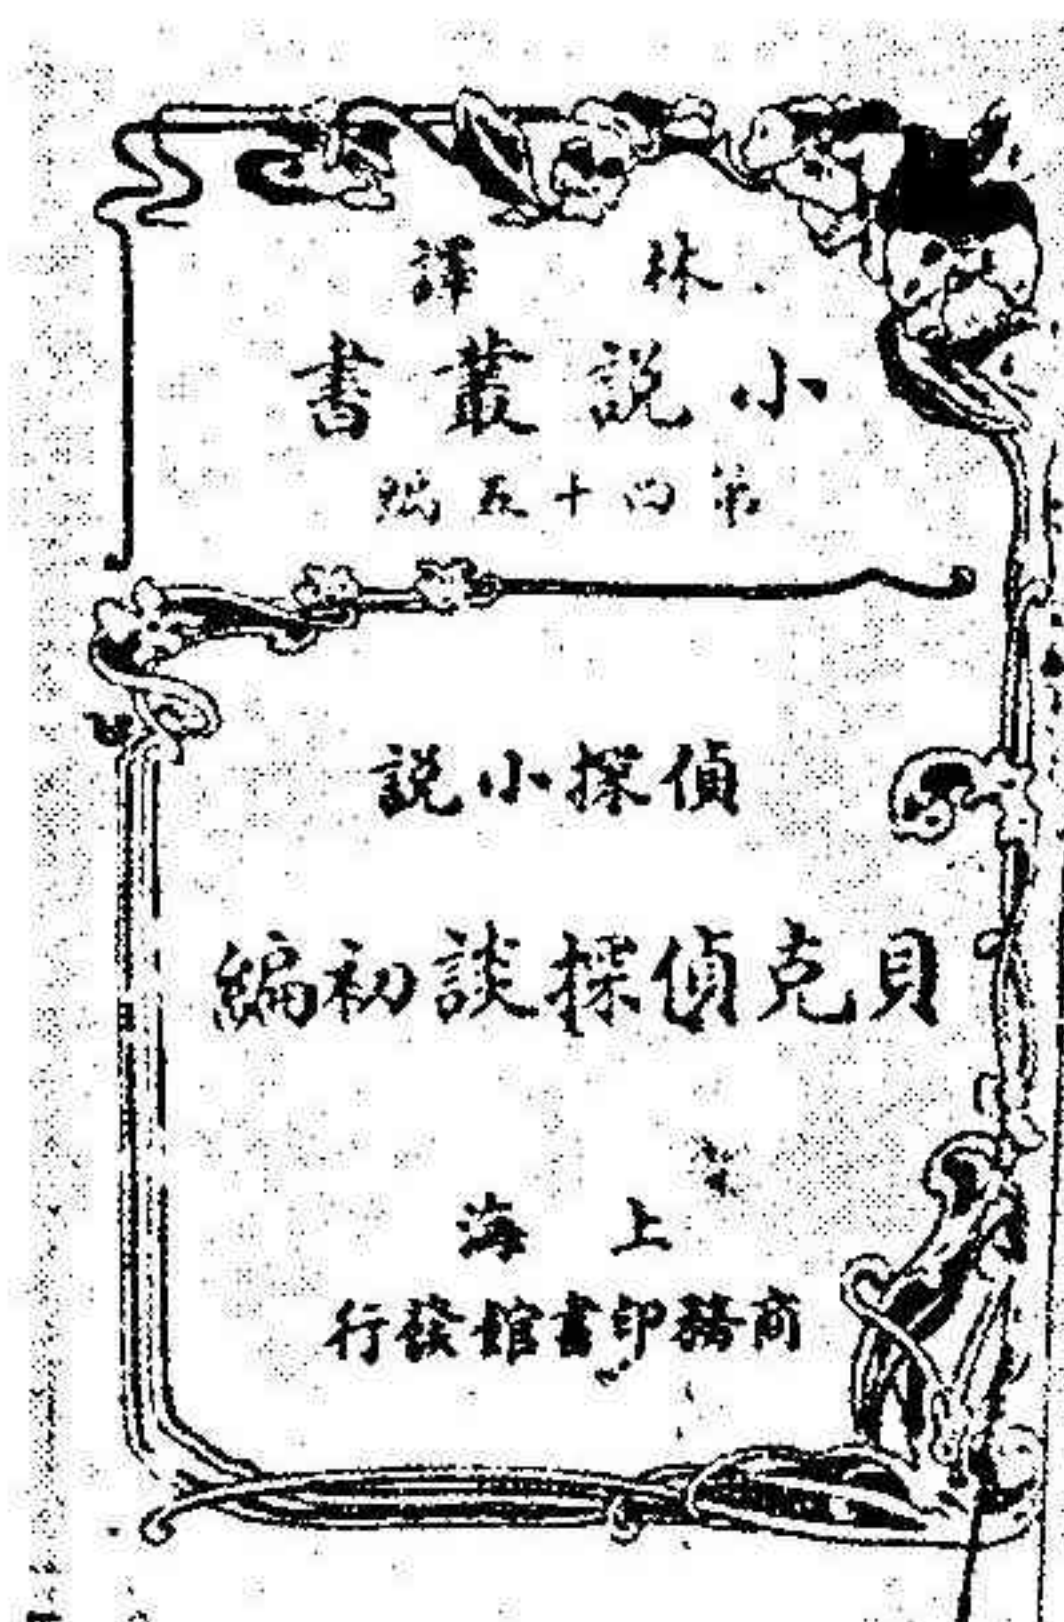 林譯
小說叢書
第四十五編
偵探小說
貝克偵探談初編
上海
商務印書館發行